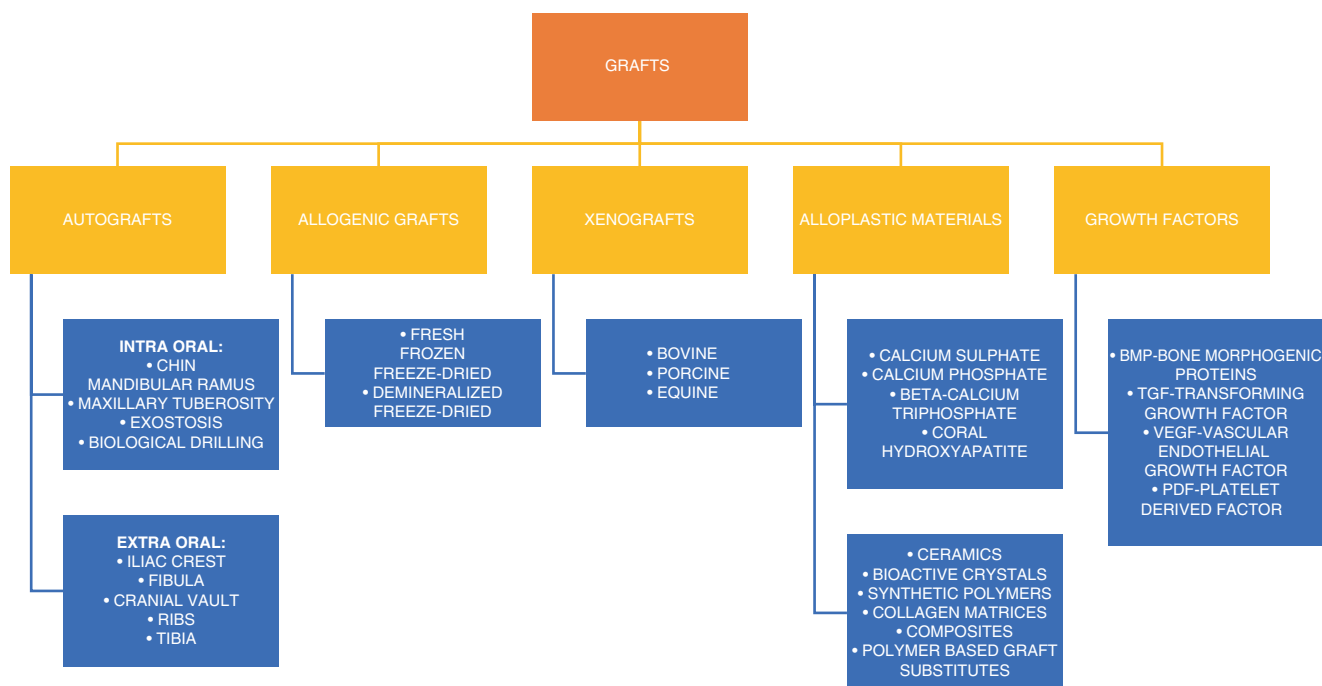 GRAFTS
AUTOGRAFTS
ALLOGENIC GRAFTS
XENOGRAFTS
ALLOPLASTIC MATERIALS
GROWTH FACTORS
INTRA ORAL:
• CHIN
MANDIBULAR RAMUS
• MAXILLARY TUBEROSITY
• EXOSTOSIS
• BIOLOGICAL DRILLING
EXTRA ORAL:
• ILIAC CREST
• FIBULA
• CRANIAL VAULT
• RIBS
• TIBIA
• FRESH
FROZEN
FREEZE-DRIED
• DEMINERALIZED
FREEZE-DRIED
• BOVINE
• PORCINE
• EQUINE
• CALCIUM SULPHATE
• CALCIUM PHOSPHATE
• BETA-CALCIUM
TRIPHOSPHATE
• CORAL
HYDROXYAPATITE
• CERAMICS
• BIOACTIVE CRYSTALS
• SYNTHETIC POLYMERS
• COLLAGEN MATRICES
• COMPOSITES
• POLYMER BASED GRAFT
SUBSTITUTES
• BMP-BONE MORPHOGENIC
PROTEINS
• TGF-TRANSFORMING
GROWTH FACTOR
• VEGF-VASCULAR
ENDOTHELIAL
GROWTH FACTOR
• PDF-PLATELET
DERIVED FACTOR